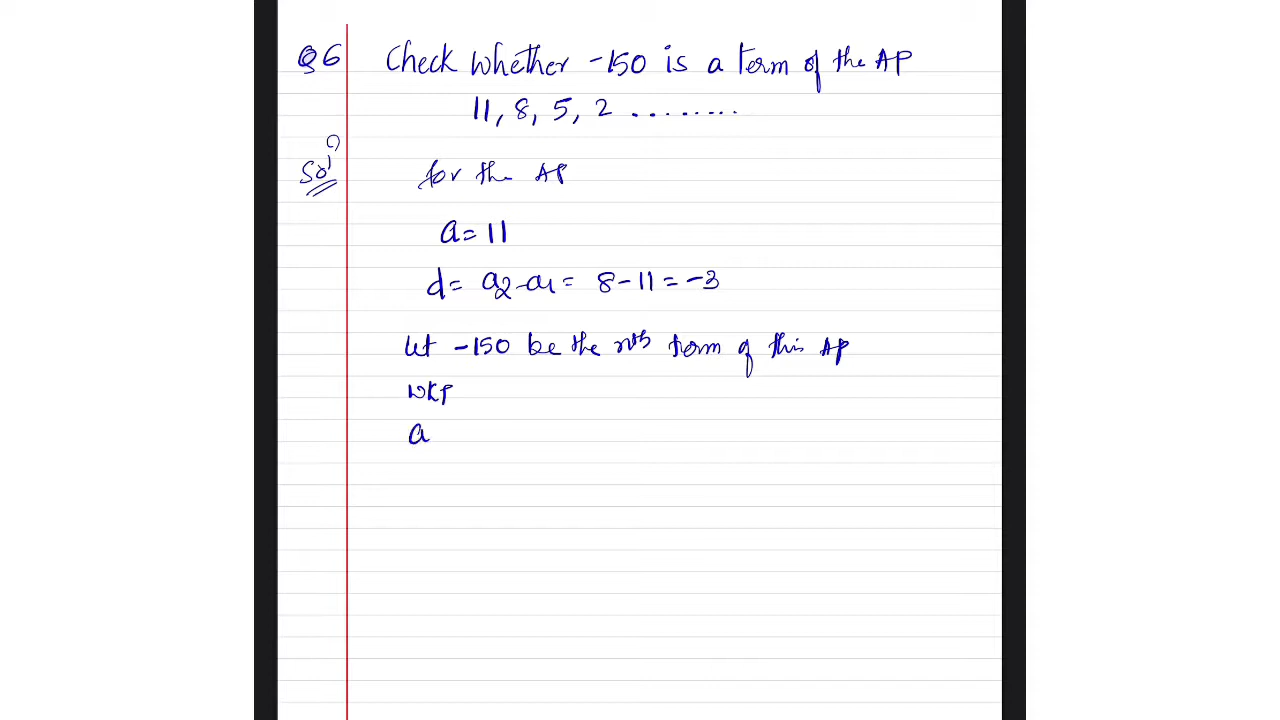 Q6 Check whether -150 is a term of the AP
11, 8, 5, 2 ........
Sol
for the AP
a = 11
d = a2 - a1 = 8 - 11 = -3
let -150 be the nth term of this AP
WKT
a